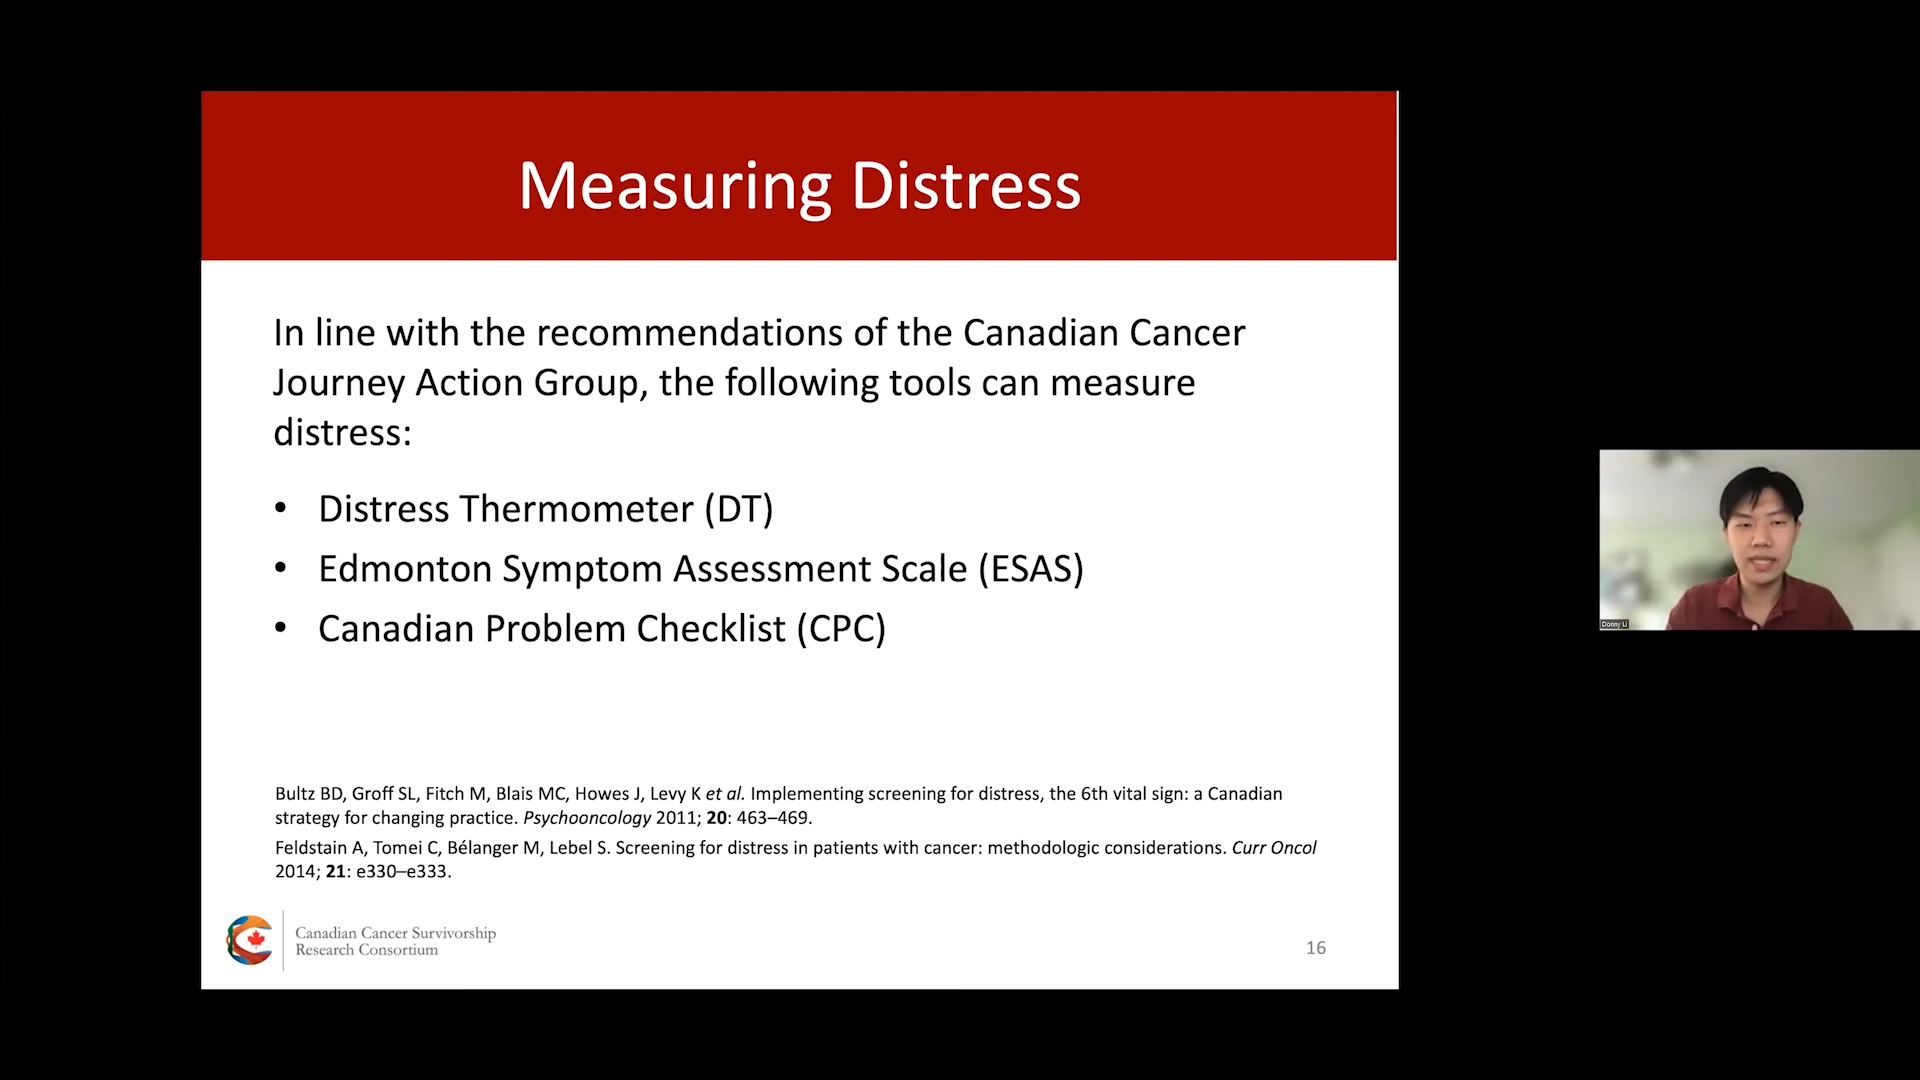 Measuring Distress
In line with the recommendations of the Canadian Cancer
Journey Action Group, the following tools can measure
distress:
• Distress Thermometer (DT)
• Edmonton Symptom Assessment Scale (ESAS)
• Canadian Problem Checklist (CPC)
Bultz BD, Groff SL, Fitch M, Blais MC, Howes J, Levy K et al. Implementing screening for distress, the 6th vital sign: a Canadian
strategy for changing practice. Psychooncology 2011; 20: 463–469.
Feldstain A, Tomei C, Bélanger M, Lebel S. Screening for distress in patients with cancer: methodologic considerations. Curr Oncol
2014; 21: e330–e333.
Canadian Cancer Survivorship
Research Consortium
16
Donny Li